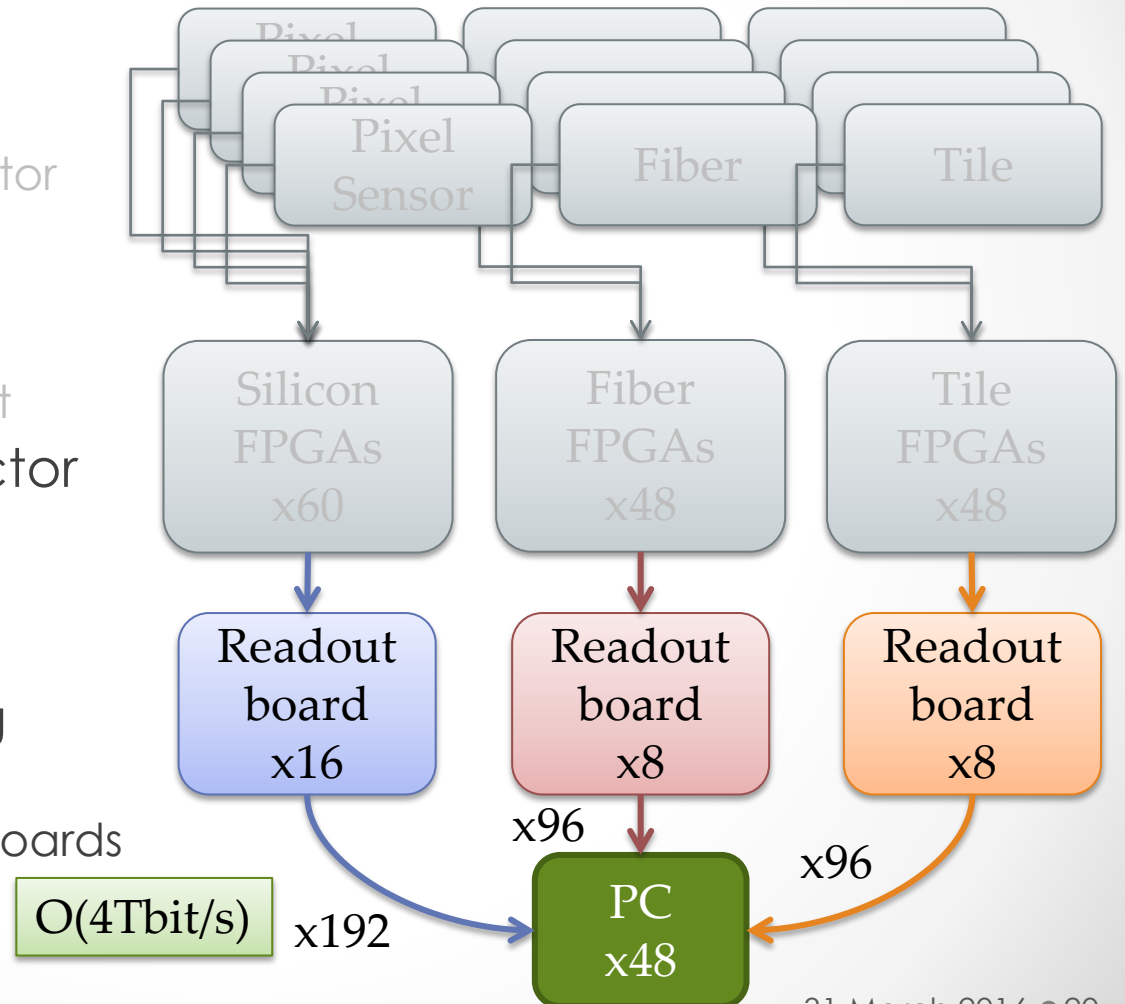 Pixel
Pixel
Pixel
Pixel
Sensor
Fiber
Tile
tor
Silicon
FPGAs
x60
Fiber
FPGAs
x48
Tile
FPGAs
x48
t
ctor
Readout
board
x16
Readout
board
x8
Readout
board
x8
g
oards
x96
x96
O(4Tbit/s)
x192
PC
x48